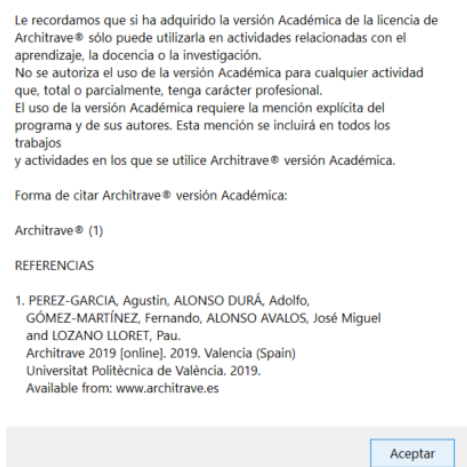 Le recordamos que si ha adquirido la versión Académica de la licencia de
Architrave® sólo puede utilizarla en actividades relacionadas con el
aprendizaje, la docencia o la investigación.
No se autoriza el uso de la versión Académica para cualquier actividad
que, total o parcialmente, tenga carácter profesional.
El uso de la versión Académica requiere la mención explícita del
programa y de sus autores. Esta mención se incluirá en todos los
trabajos
y actividades en los que se utilice Architrave® versión Académica.
Forma de citar Architrave® versión Académica:
Architrave® (1)
REFERENCIAS
1. PEREZ-GARCIA, Agustin, ALONSO DURÁ, Adolfo,
GÓMEZ-MARTÍNEZ, Fernando, ALONSO AVALOS, José Miguel
and LOZANO LLORET, Pau.
Architrave 2019 [online]. 2019. Valencia (Spain)
Universitat Politècnica de València. 2019.
Available from: www.architrave.es
Aceptar